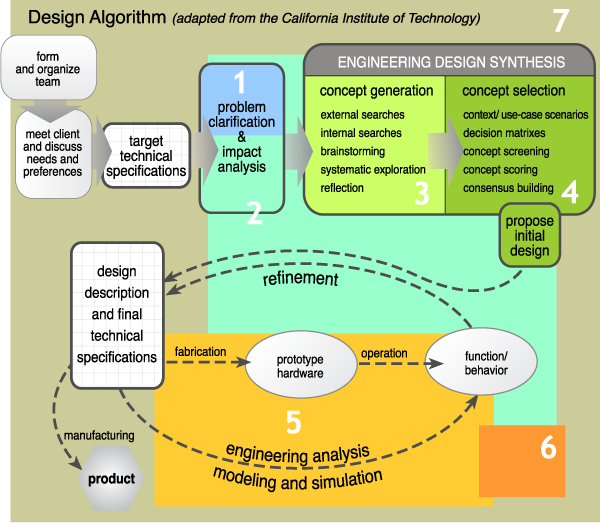 Design Algorithm (adapted from the California Institute of Technology)
7
form
and organize
team
meet client
and discuss
needs and
preferences
target
technical
specifications
1
problem
clarification
&
impact
analysis
2
ENGINEERING DESIGN SYNTHESIS
concept generation
external searches
internal searches
brainstorming
systematic exploration
reflection
3
concept selection
context/ use-case scenarios
decision matrixes
concept screening
concept scoring
consensus building
4
propose
initial
design
design
description
and final
technical
specifications
refinement
fabrication
prototype
hardware
operation
function/
behavior
5
engineering analysis
modeling and simulation
6
manufacturing
product